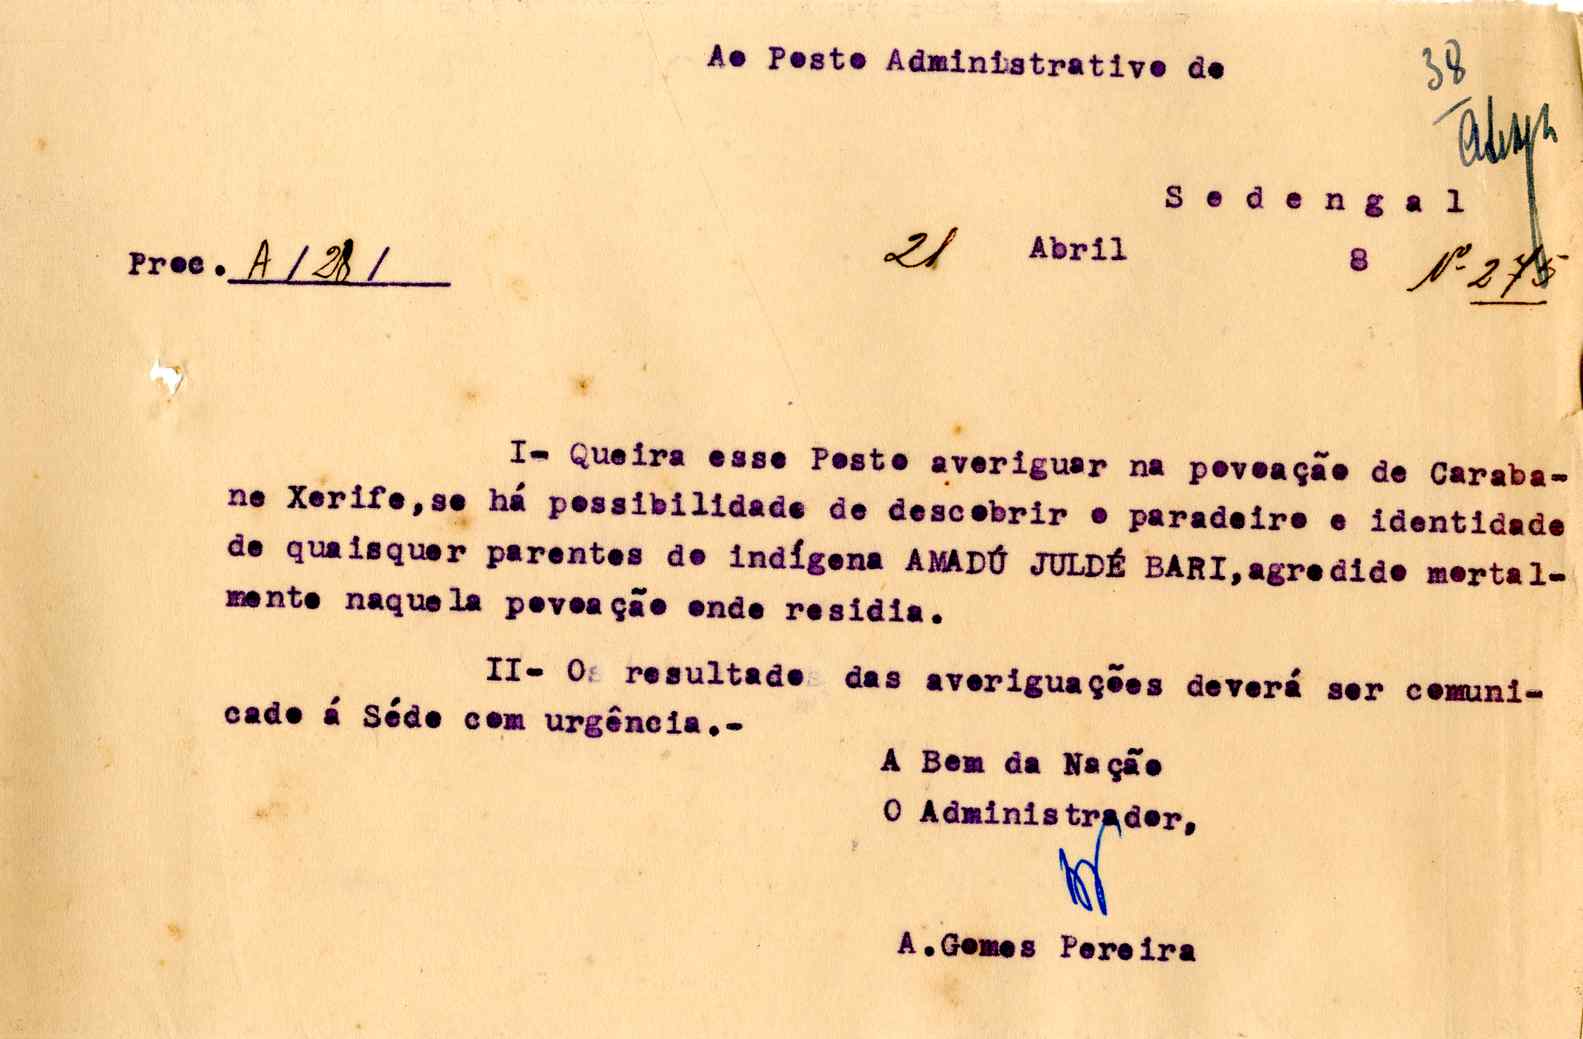 Ao Posto Administrativo de
38
Sedengal
Proc. A/28/
21 Abril 8 Nº 275
I- Queira esse Posto averiguar na povoação de Caraba-
ne Xerife,se há possibilidade de descobrir o paradeiro e identidade
de quaisquer parentes do indígena AMADÚ JULDÉ BARI,agredido mortal-
mente naquela povoação onde residia.
II- O resultado das averiguações deverá ser comuni-
cado á Séde com urgência.-
A Bem da Nação
O Administrador,
A.Gomes Pereira